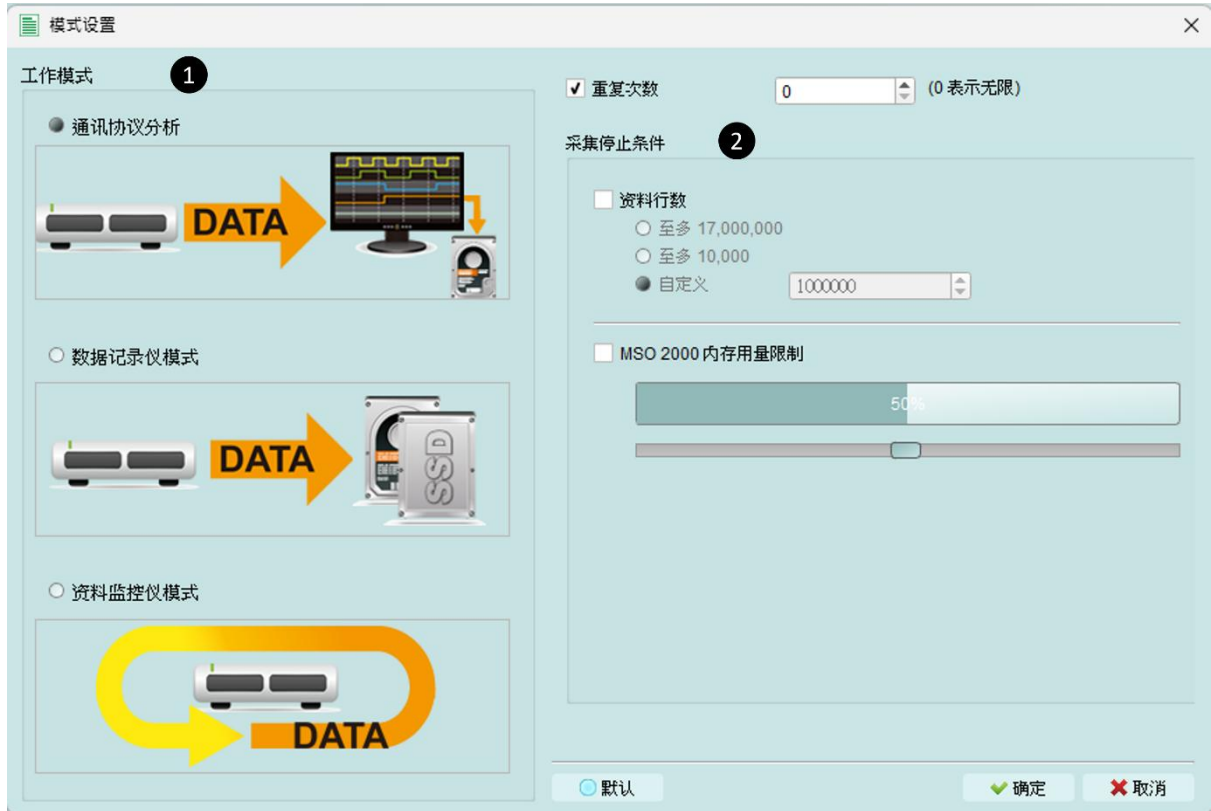 模式设置
工作模式
1
通讯协议分析
DATA
数据记录仪模式
DATA
SSD
资料监控仪模式
DATA
重复次数
0
(0 表示无限)
采集停止条件
2
资料行数
至多 17,000,000
至多 10,000
自定义
1000000
MSO 2000 内存用量限制
50%
默认
确定
取消